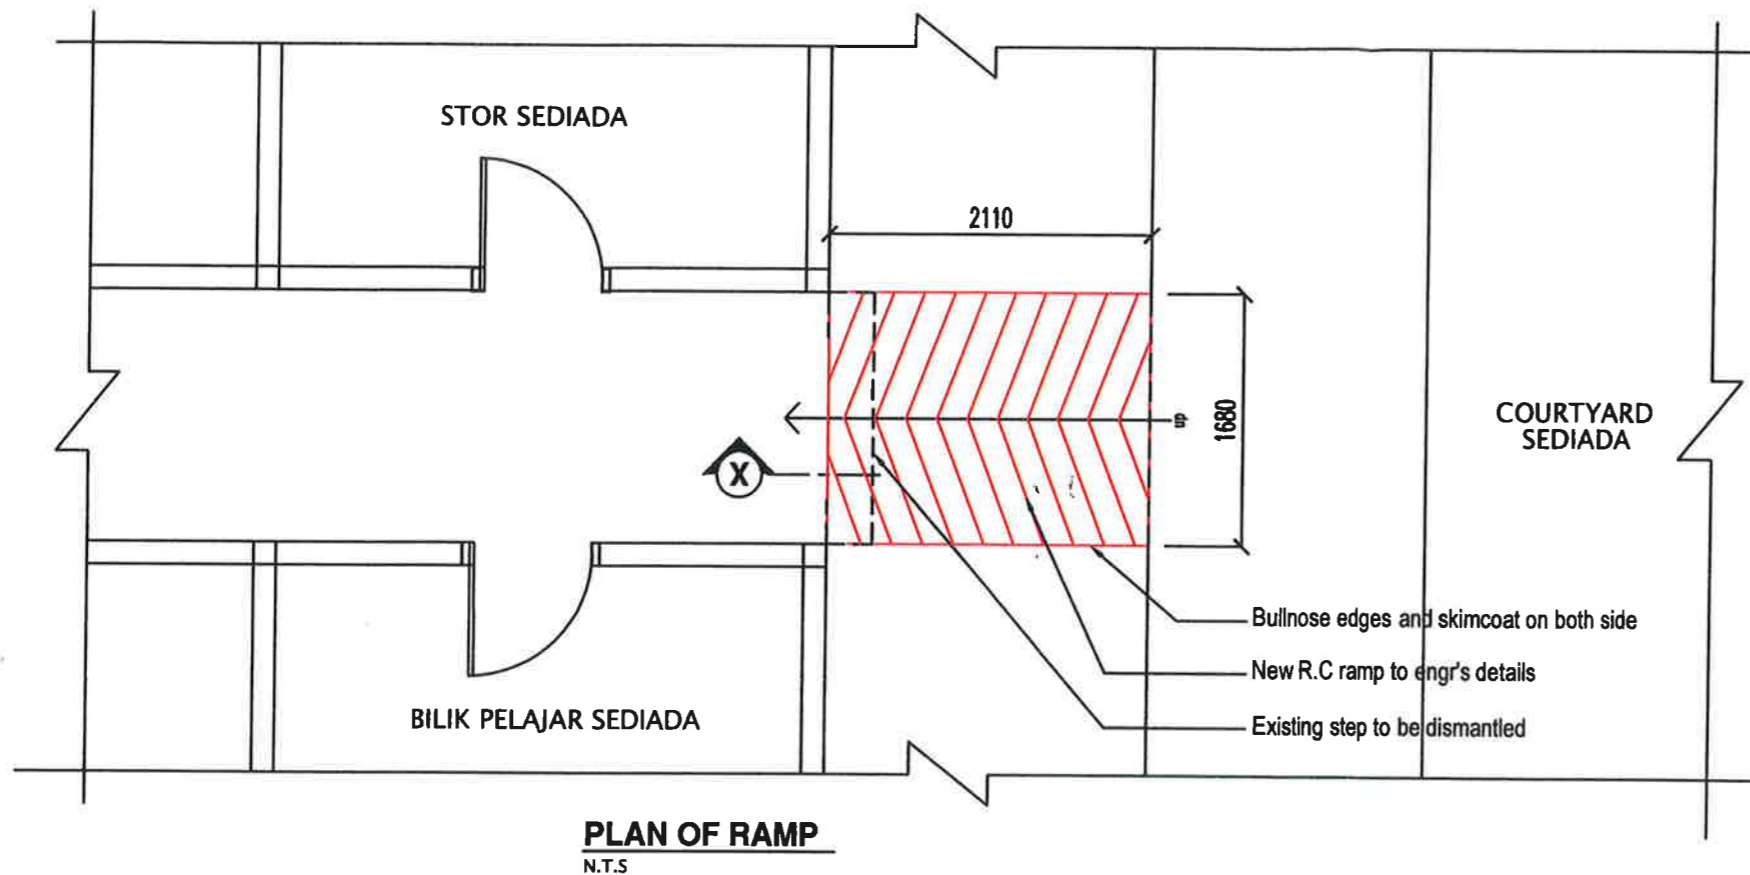 STOR SEDIADA
2110
1680
COURTYARD
SEDIADA
X
Bullnose edges and skimcoat on both side
New R.C ramp to engr's details
Existing step to be dismantled
BILIK PELAJAR SEDIADA
PLAN OF RAMP
N.T.S